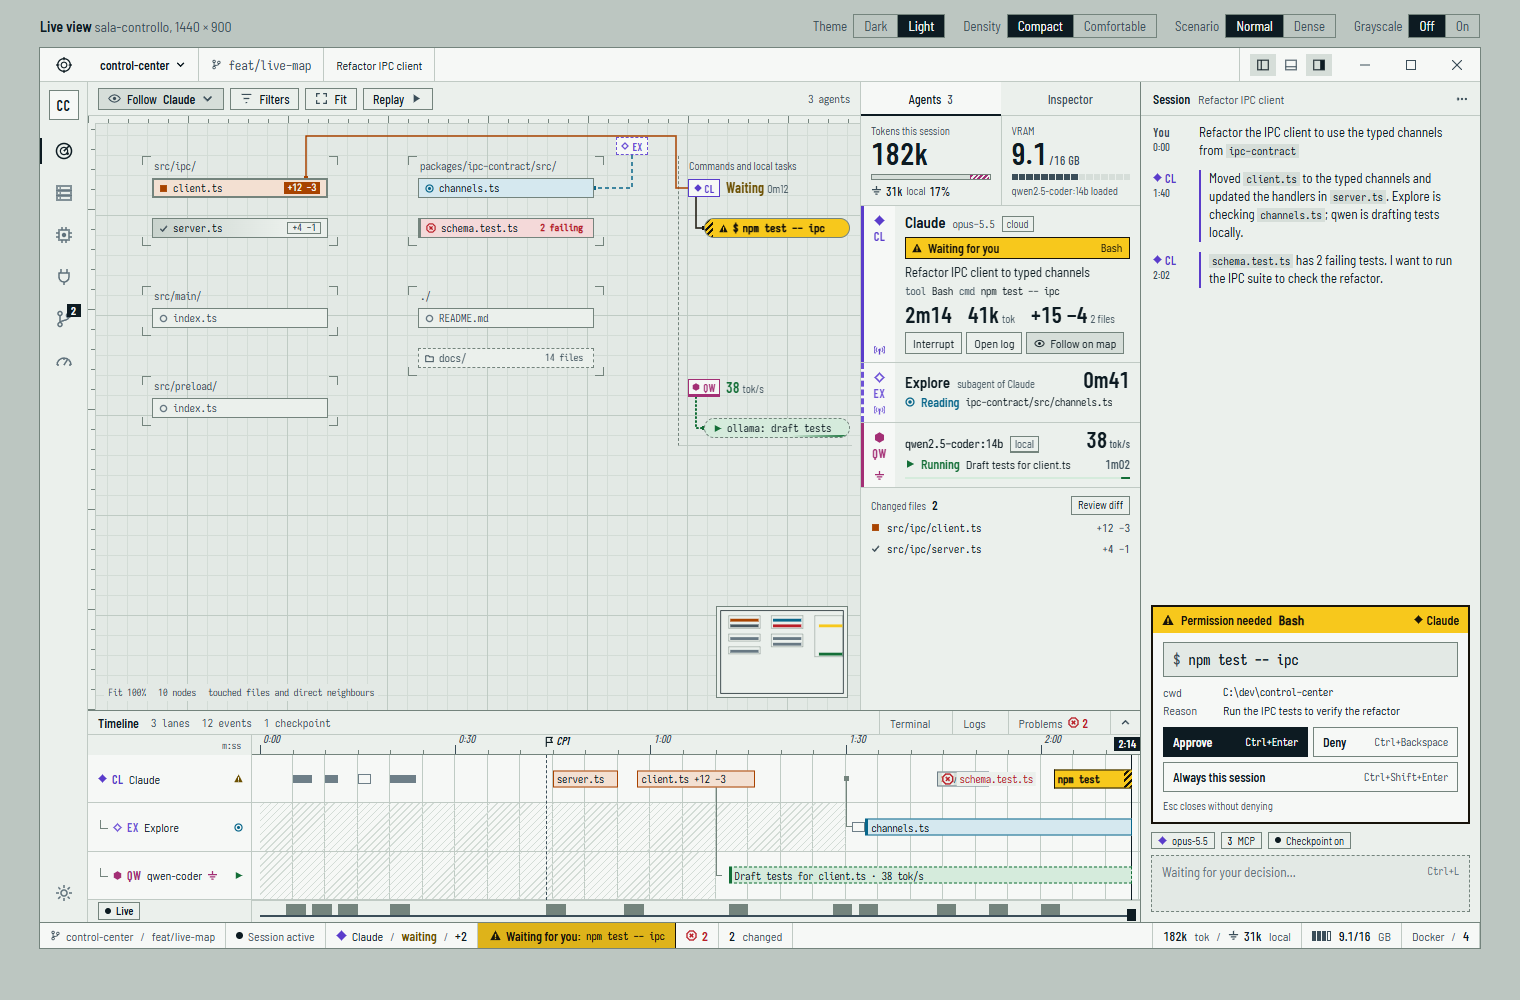 Live view sala-controllo, 1440 × 900
Theme Dark Light Density Compact Comfortable Scenario Normal Dense Grayscale Off On
control-center feat/live-map Refactor IPC client
CC
2
Follow Claude Filters Fit Replay 3 agents
EX
src/ipc/
client.ts +12 −3
server.ts +4 −1
packages/ipc-contract/src/
channels.ts
schema.test.ts 2 failing
Commands and local tasks
CL Waiting 0m12
$ npm test -- ipc
src/main/
index.ts
./
README.md
docs/ 14 files
src/preload/
index.ts
QW 38 tok/s
ollama: draft tests
Fit 100% 10 nodes touched files and direct neighbours
Agents 3 Inspector
Tokens this session
182k
31k local 17%
VRAM
9.1/16 GB
qwen2.5-coder:14b loaded
CL
Claude opus-5.5 cloud
Waiting for you Bash
Refactor IPC client to typed channels
tool Bash cmd npm test -- ipc
2m14 41k tok +15 −4 2 files
Interrupt Open log Follow on map
EX
Explore subagent of Claude 0m41
Reading ipc-contract/src/channels.ts
QW
qwen2.5-coder:14b local 38 tok/s
Running Draft tests for client.ts 1m02
Changed files 2 Review diff
src/ipc/client.ts +12 −3
src/ipc/server.ts +4 −1
Session Refactor IPC client
You 0:00
Refactor the IPC client to use the typed channels
from ipc-contract
CL 1:40
Moved client.ts to the typed channels and
updated the handlers in server.ts. Explore is
checking channels.ts; qwen is drafting tests
locally.
CL 2:02
schema.test.ts has 2 failing tests. I want to run
the IPC suite to check the refactor.
Permission needed Bash Claude
$ npm test -- ipc
cwd C:\dev\control-center
Reason Run the IPC tests to verify the refactor
Approve Ctrl+Enter Deny Ctrl+Backspace
Always this session Ctrl+Shift+Enter
Esc closes without denying
opus-5.5 3 MCP Checkpoint on
Waiting for your decision… Ctrl+L
Timeline 3 lanes 12 events 1 checkpoint Terminal Logs Problems 2
m:ss 0:00 0:30 CP1 1:00 1:30 2:00 2:14
CL Claude server.ts client.ts +12 −3 schema.test.ts npm test
EX Explore channels.ts
QW qwen-coder Draft tests for client.ts · 38 tok/s
Live
control-center / feat/live-map Session active Claude / waiting / +2 Waiting for you: npm test -- ipc 2 2 changed 182k tok / 31k local 9.1/16 GB Docker / 4